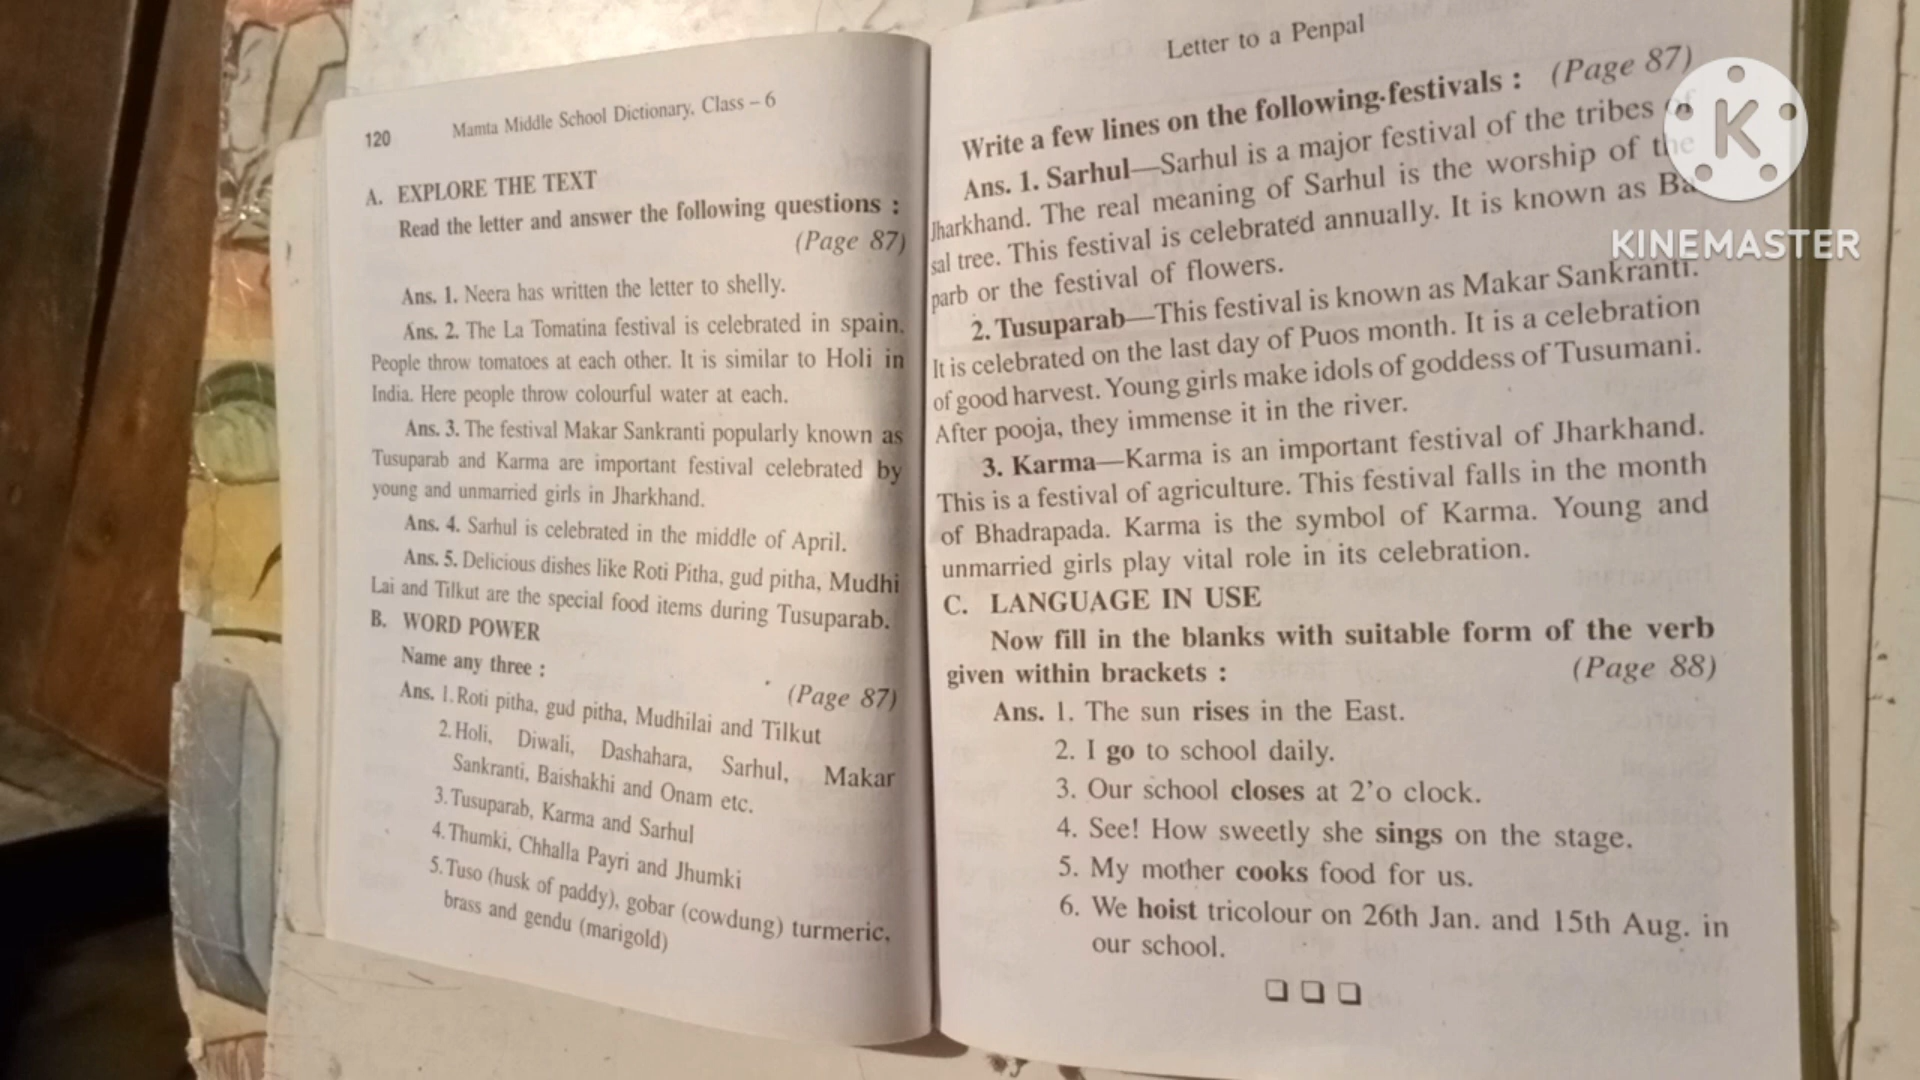 120 Mamta Middle School Dictionary, Class – 6
A. EXPLORE THE TEXT
Read the letter and answer the following questions :
(Page 87)
Ans. 1. Neera has written the letter to shelly.
Ans. 2. The La Tomatina festival is celebrated in spain.
People throw tomatoes at each other. It is similar to Holi in
India. Here people throw colourful water at each.
Ans. 3. The festival Makar Sankranti popularly known as
Tusuparab and Karma are important festival celebrated by
young and unmarried girls in Jharkhand.
Ans. 4. Sarhul is celebrated in the middle of April.
Ans. 5. Delicious dishes like Roti Pitha, gud pitha, Mudhi
Lai and Tilkut are the special food items during Tusuparab.
B. WORD POWER
Name any three :
(Page 87)
Ans. 1. Roti pitha, gud pitha, Mudhilai and Tilkut
2. Holi, Diwali, Dashahara, Sarhul, Makar
Sankranti, Baishakhi and Onam etc.
3. Tusuparab, Karma and Sarhul
4. Thumki, Chhalla Payri and Jhumki
5. Tuso (husk of paddy), gobar (cowdung) turmeric,
brass and gendu (marigold)
Letter to a Penpal
Write a few lines on the following festivals : (Page 87)
Ans. 1. Sarhul—Sarhul is a major festival of the tribes of
Jharkhand. The real meaning of Sarhul is the worship of the
sal tree. This festival is celebrated annually. It is known as Ba
parb or the festival of flowers.
2. Tusuparab—This festival is known as Makar Sankranti.
It is celebrated on the last day of Puos month. It is a celebration
of good harvest. Young girls make idols of goddess of Tusumani.
After pooja, they immense it in the river.
3. Karma—Karma is an important festival of Jharkhand.
This is a festival of agriculture. This festival falls in the month
of Bhadrapada. Karma is the symbol of Karma. Young and
unmarried girls play vital role in its celebration.
C. LANGUAGE IN USE
Now fill in the blanks with suitable form of the verb
given within brackets : (Page 88)
Ans. 1. The sun rises in the East.
2. I go to school daily.
3. Our school closes at 2'o clock.
4. See! How sweetly she sings on the stage.
5. My mother cooks food for us.
6. We hoist tricolour on 26th Jan. and 15th Aug. in
our school.
K
KINEMASTER